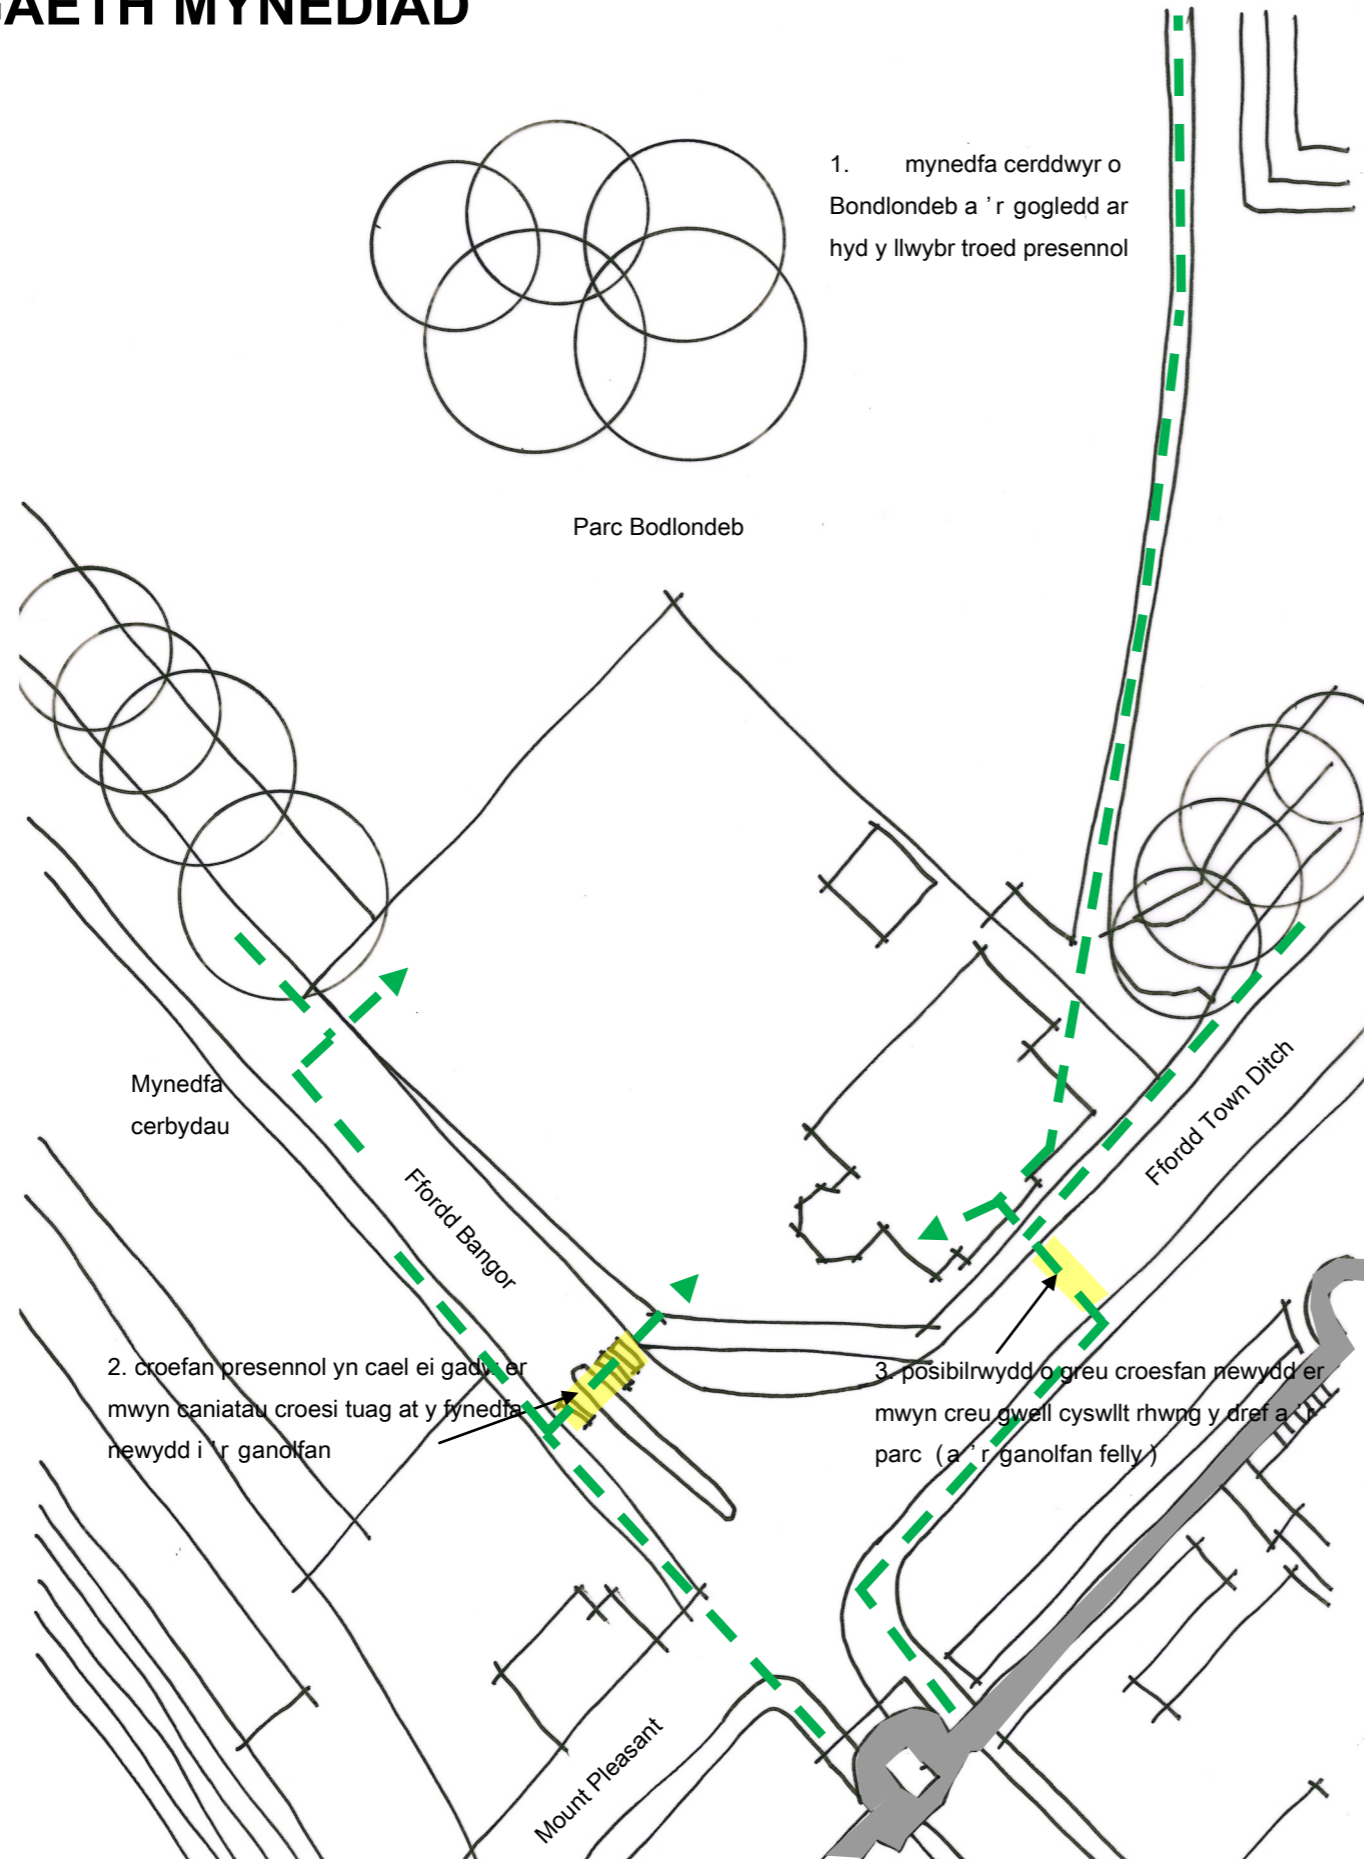 GAETH MYNEDIAD
1. mynedfa cerddwyr o
Bondlondeb a ’r gogledd ar
hyd y llwybr troed presennol
Parc Bodlondeb
Mynedfa
cerbydau
Ffordd Bangor
Ffordd Town Ditch
2. croefan presennol yn cael ei gadw er
mwyn caniatau croesi tuag at y fynedfa
newydd i ’r ganolfan
3. posibilrwydd o greu croesfan newydd er
mwyn creu gwell cyswllt rhwng y dref a ’r
parc (a ’r ganolfan felly)
Mount Pleasant